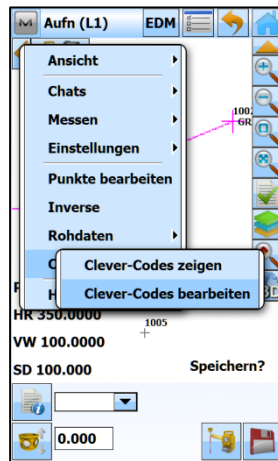 M Aufn (L1) EDM
Ansicht
Chats
Messen
Einstellungen
Punkte bearbeiten
Inverse
Rohdaten
Clever-Codes zeigen
Clever-Codes bearbeiten
HR 350.0000
1005
VW 100.0000
SD 100.000
Speichern?
0.000